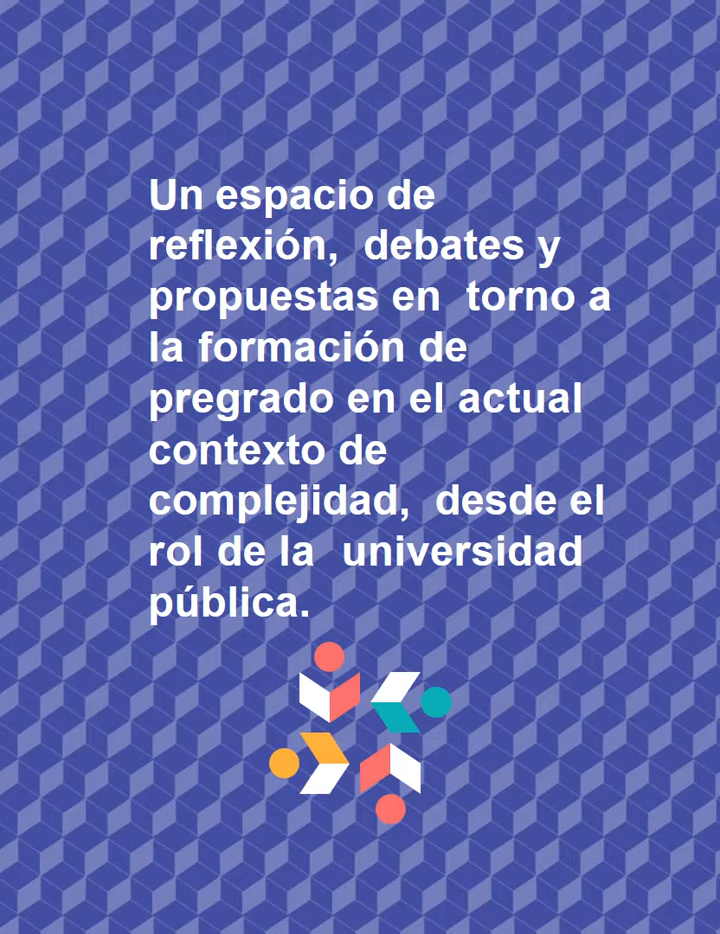 Un espacio de
reflexión, debates y
propuestas en torno a
la formación de
pregrado en el actual
contexto de
complejidad, desde el
rol de la universidad
pública.